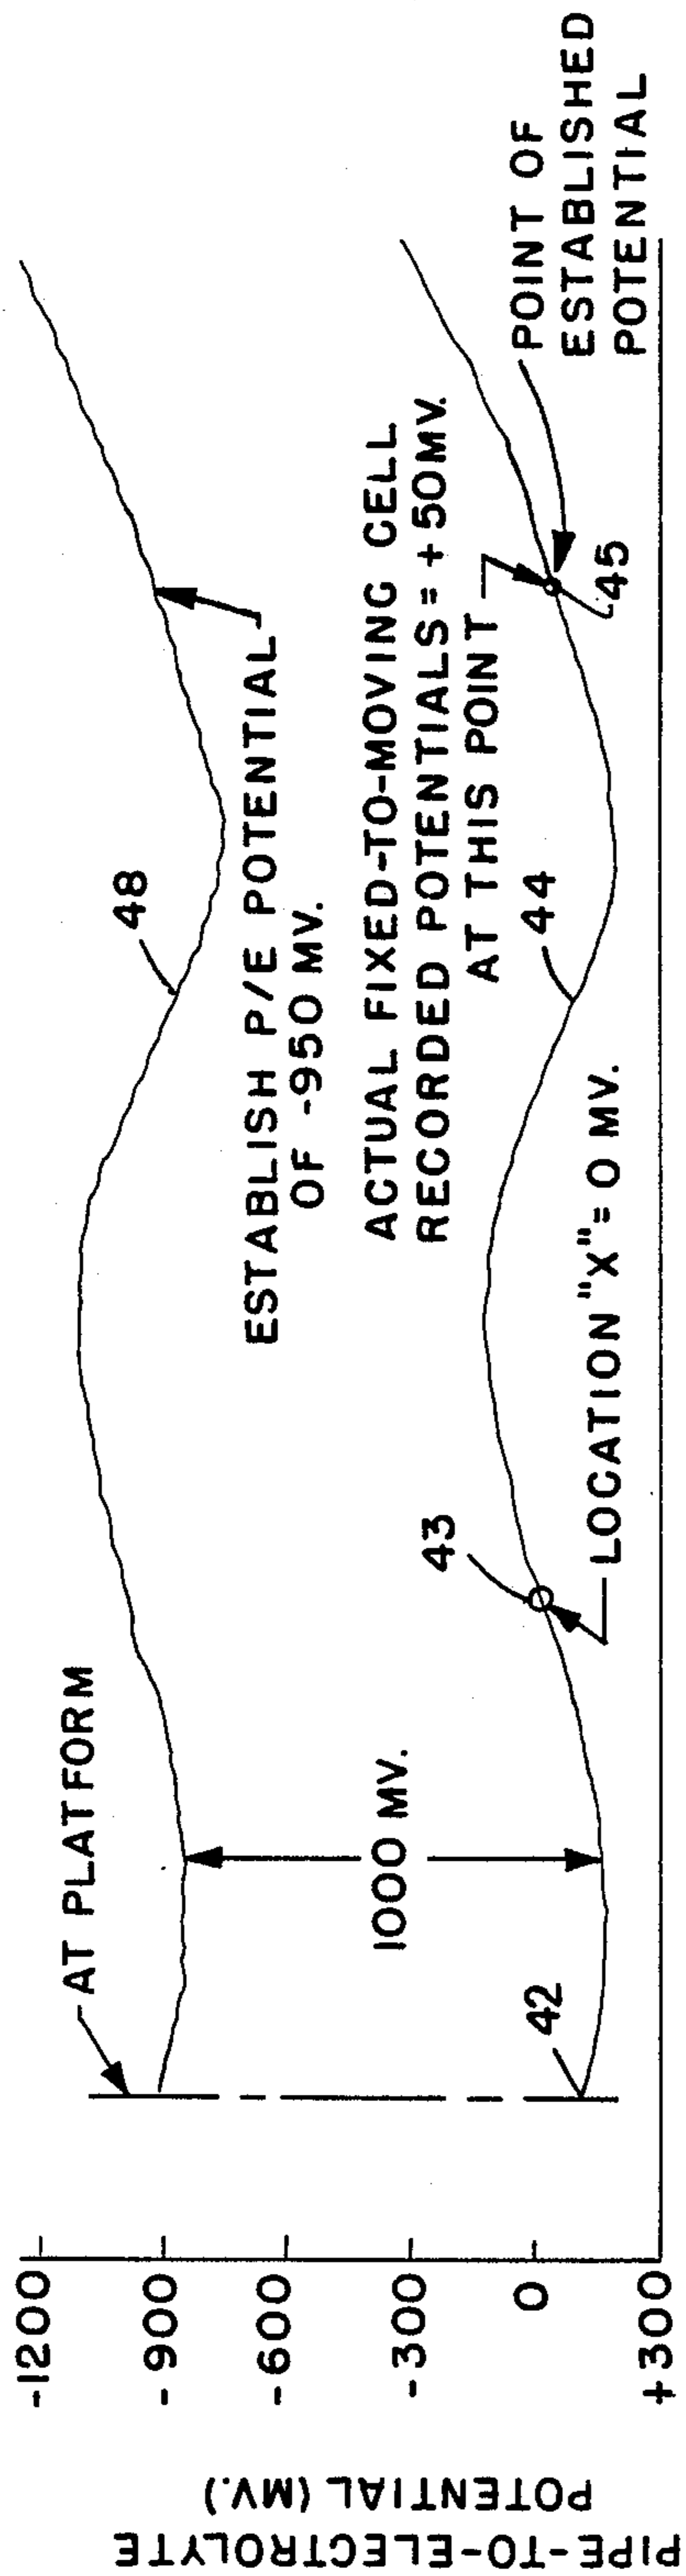 PIPE-TO-ELECTROLYTE
POTENTIAL (MV.)
-1200
-900
-600
-300
0
+300
AT PLATFORM
42
1000 MV.
43
LOCATION "X" = 0 MV.
48
ESTABLISH P/E POTENTIAL
OF -950 MV.
ACTUAL FIXED-TO-MOVING CELL
RECORDED POTENTIALS = +50MV.
AT THIS POINT
44
45
POINT OF
ESTABLISHED
POTENTIAL